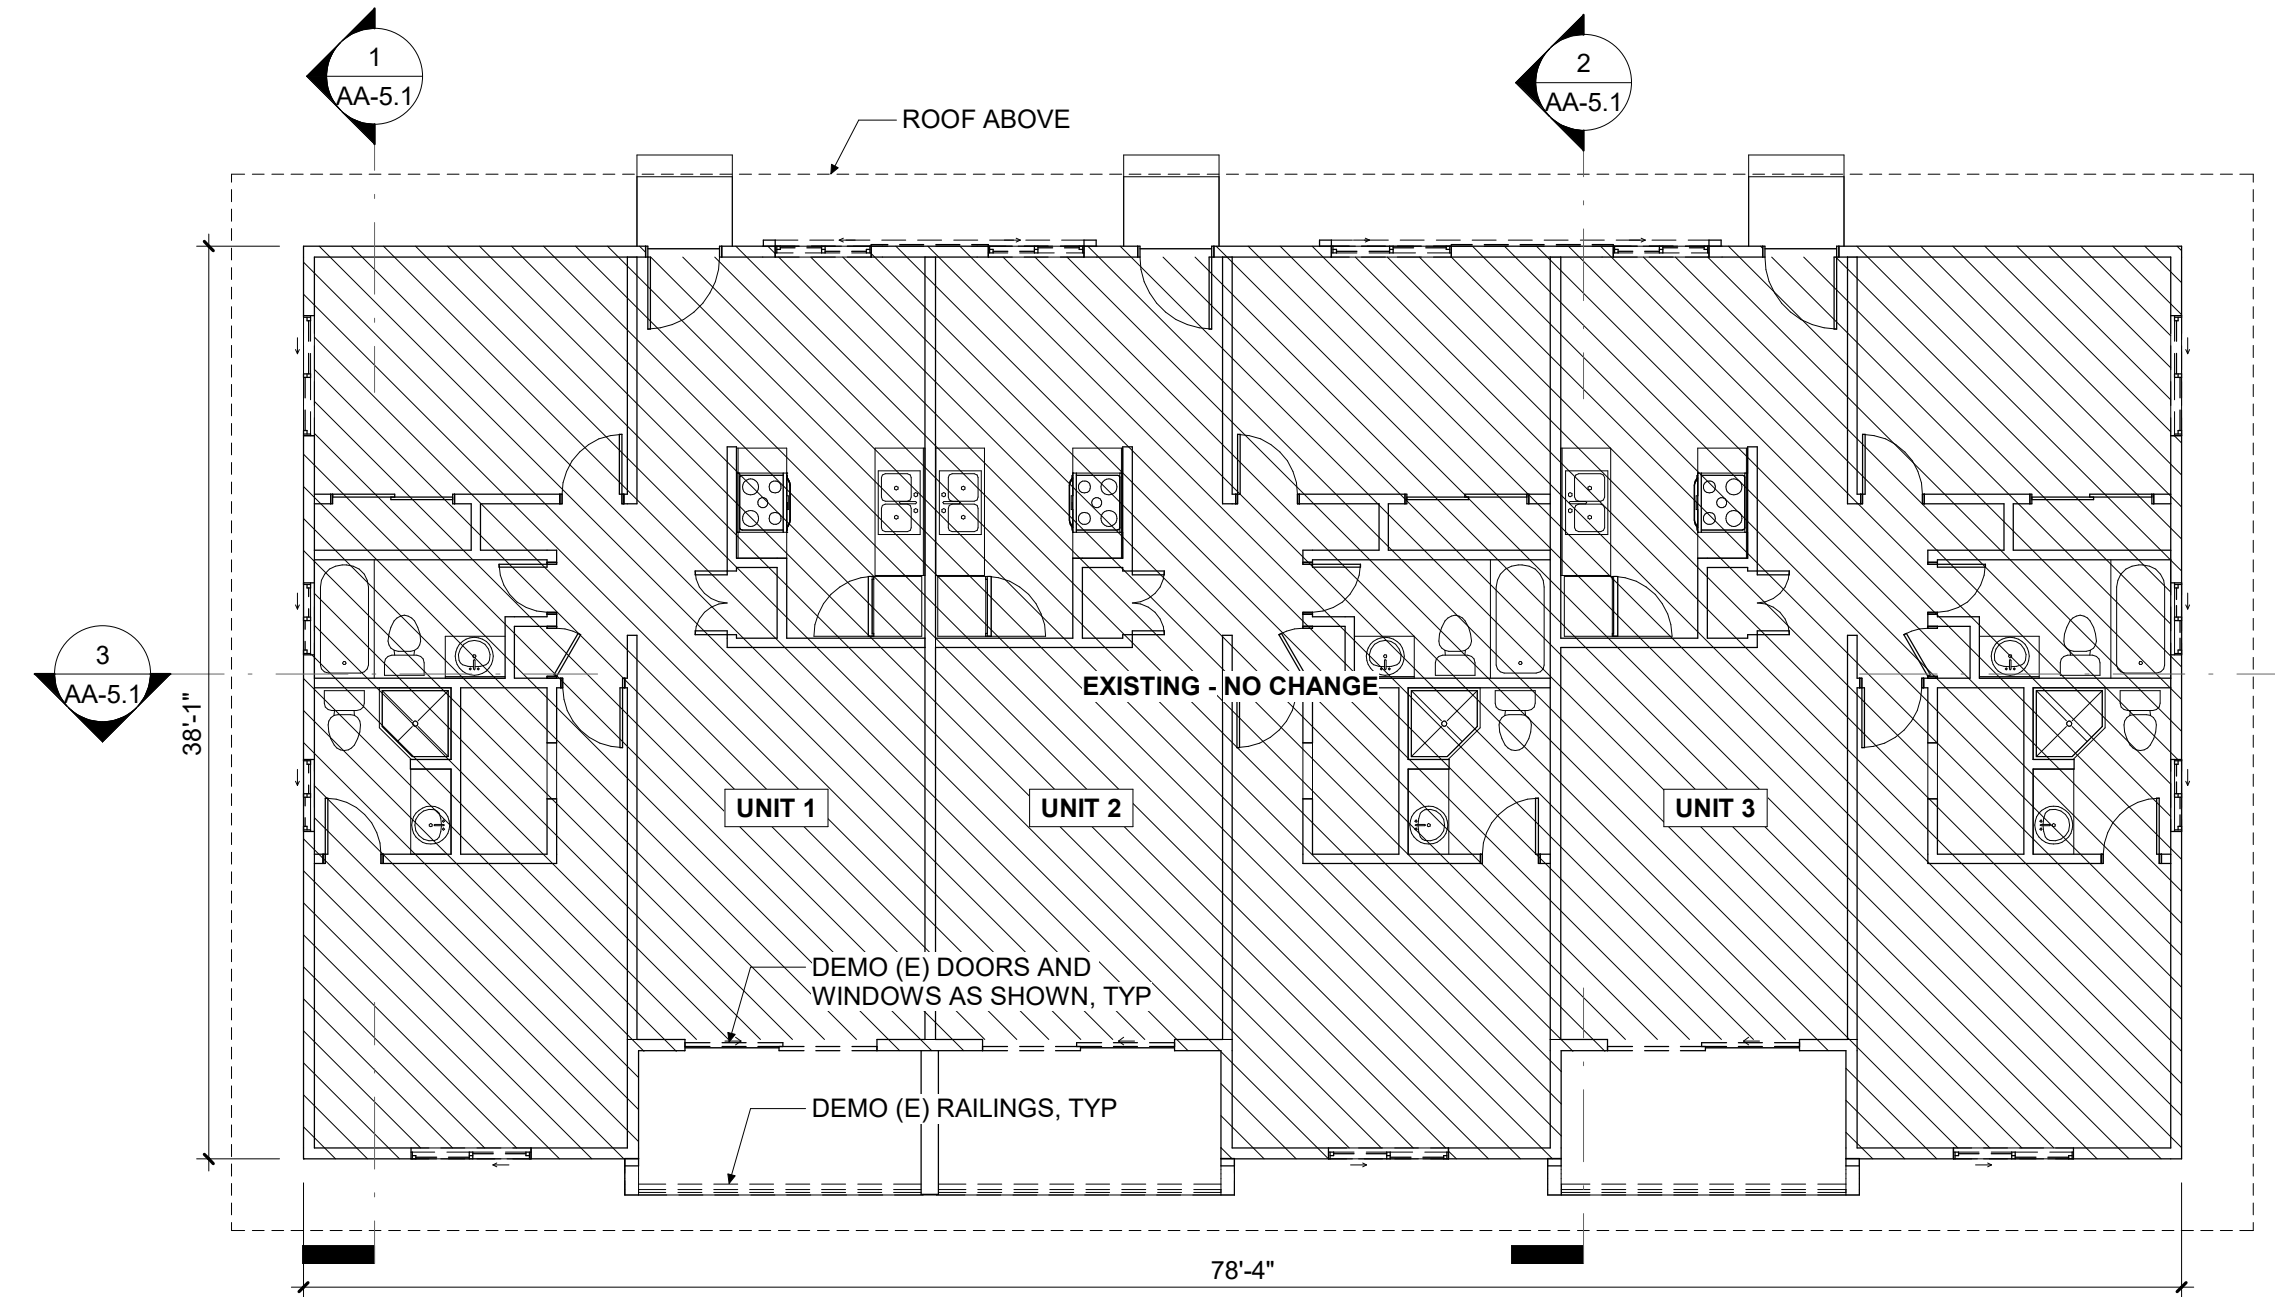 1
AA-5.1
2
AA-5.1
ROOF ABOVE
3
AA-5.1
38'-1"
EXISTING - NO CHANGE
UNIT 1
UNIT 2
UNIT 3
DEMO (E) DOORS AND
WINDOWS AS SHOWN, TYP
DEMO (E) RAILINGS, TYP
78'-4"